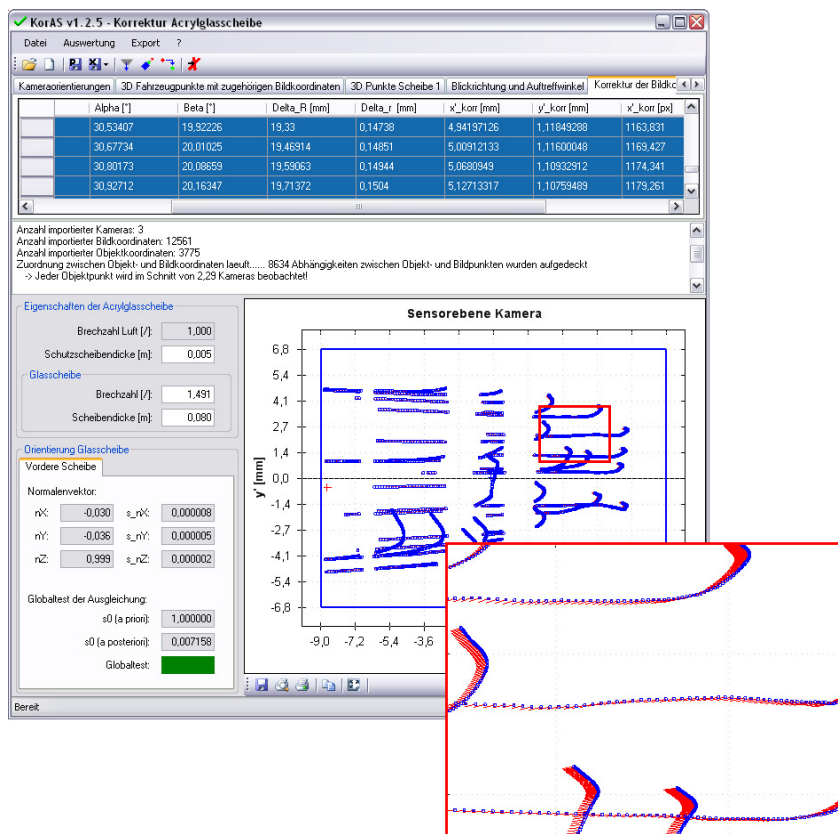 KorAS v1.2.5 - Korrektur Acrylglasscheibe
Datei Auswertung Export ?
Kameraorientierungen 3D Fahrzeugpunkte mit zugehörigen Bildkoordinaten 3D Punkte Scheibe 1 Blickrichtung und Auftreffwinkel Korrektur der Bildko
Alpha [°] Beta [°] Delta_R [mm] Delta_r [mm] x'_korr [mm] y'_korr [mm] x'_korr [px]
30,53407 19,92226 19,33 0,14738 4,94197126 1,11849288 1163,831
30,67734 20,01025 19,46914 0,14851 5,00912133 1,11600048 1169,427
30,80173 20,08659 19,59063 0,14944 5,0680949 1,10932912 1174,341
30,92712 20,16347 19,71372 0,1504 5,12713317 1,10759489 1179,261
Anzahl importierter Kameras: 3
Anzahl importierter Bildkoordinaten: 12561
Anzahl importierter Objektkoordinaten: 3775
Zuordnung zwischen Objekt- und Bildkoordinaten laeuft...... 8634 Abhängigkeiten zwischen Objekt- und Bildpunkten wurden aufgedeckt
-> Jeder Objektpunkt wird im Schnitt von 2,29 Kameras beobachtet!
Eigenschaften der Acrylglasscheibe
Brechzahl Luft [/]: 1,000
Schutzscheibendicke [m]: 0,005
Glasscheibe
Brechzahl [/]: 1,491
Scheibendicke [m]: 0,080
Orientierung Glasscheibe
Vordere Scheibe
Normalenvektor:
nX: -0,030 s_nX: 0,000008
nY: -0,036 s_nY: 0,000005
nZ: 0,999 s_nZ: 0,000002
Globaltest der Ausgleichung:
s0 (a priori): 1,000000
s0 (a posteriori): 0,007158
Globaltest:
Sensorebene Kamera
y' [mm]
6,8
5,4
4,1
2,7
1,4
0,0
-1,4
-2,7
-4,1
-5,4
-6,8
-9,0 -7,2 -5,4 -3,6
Bereit